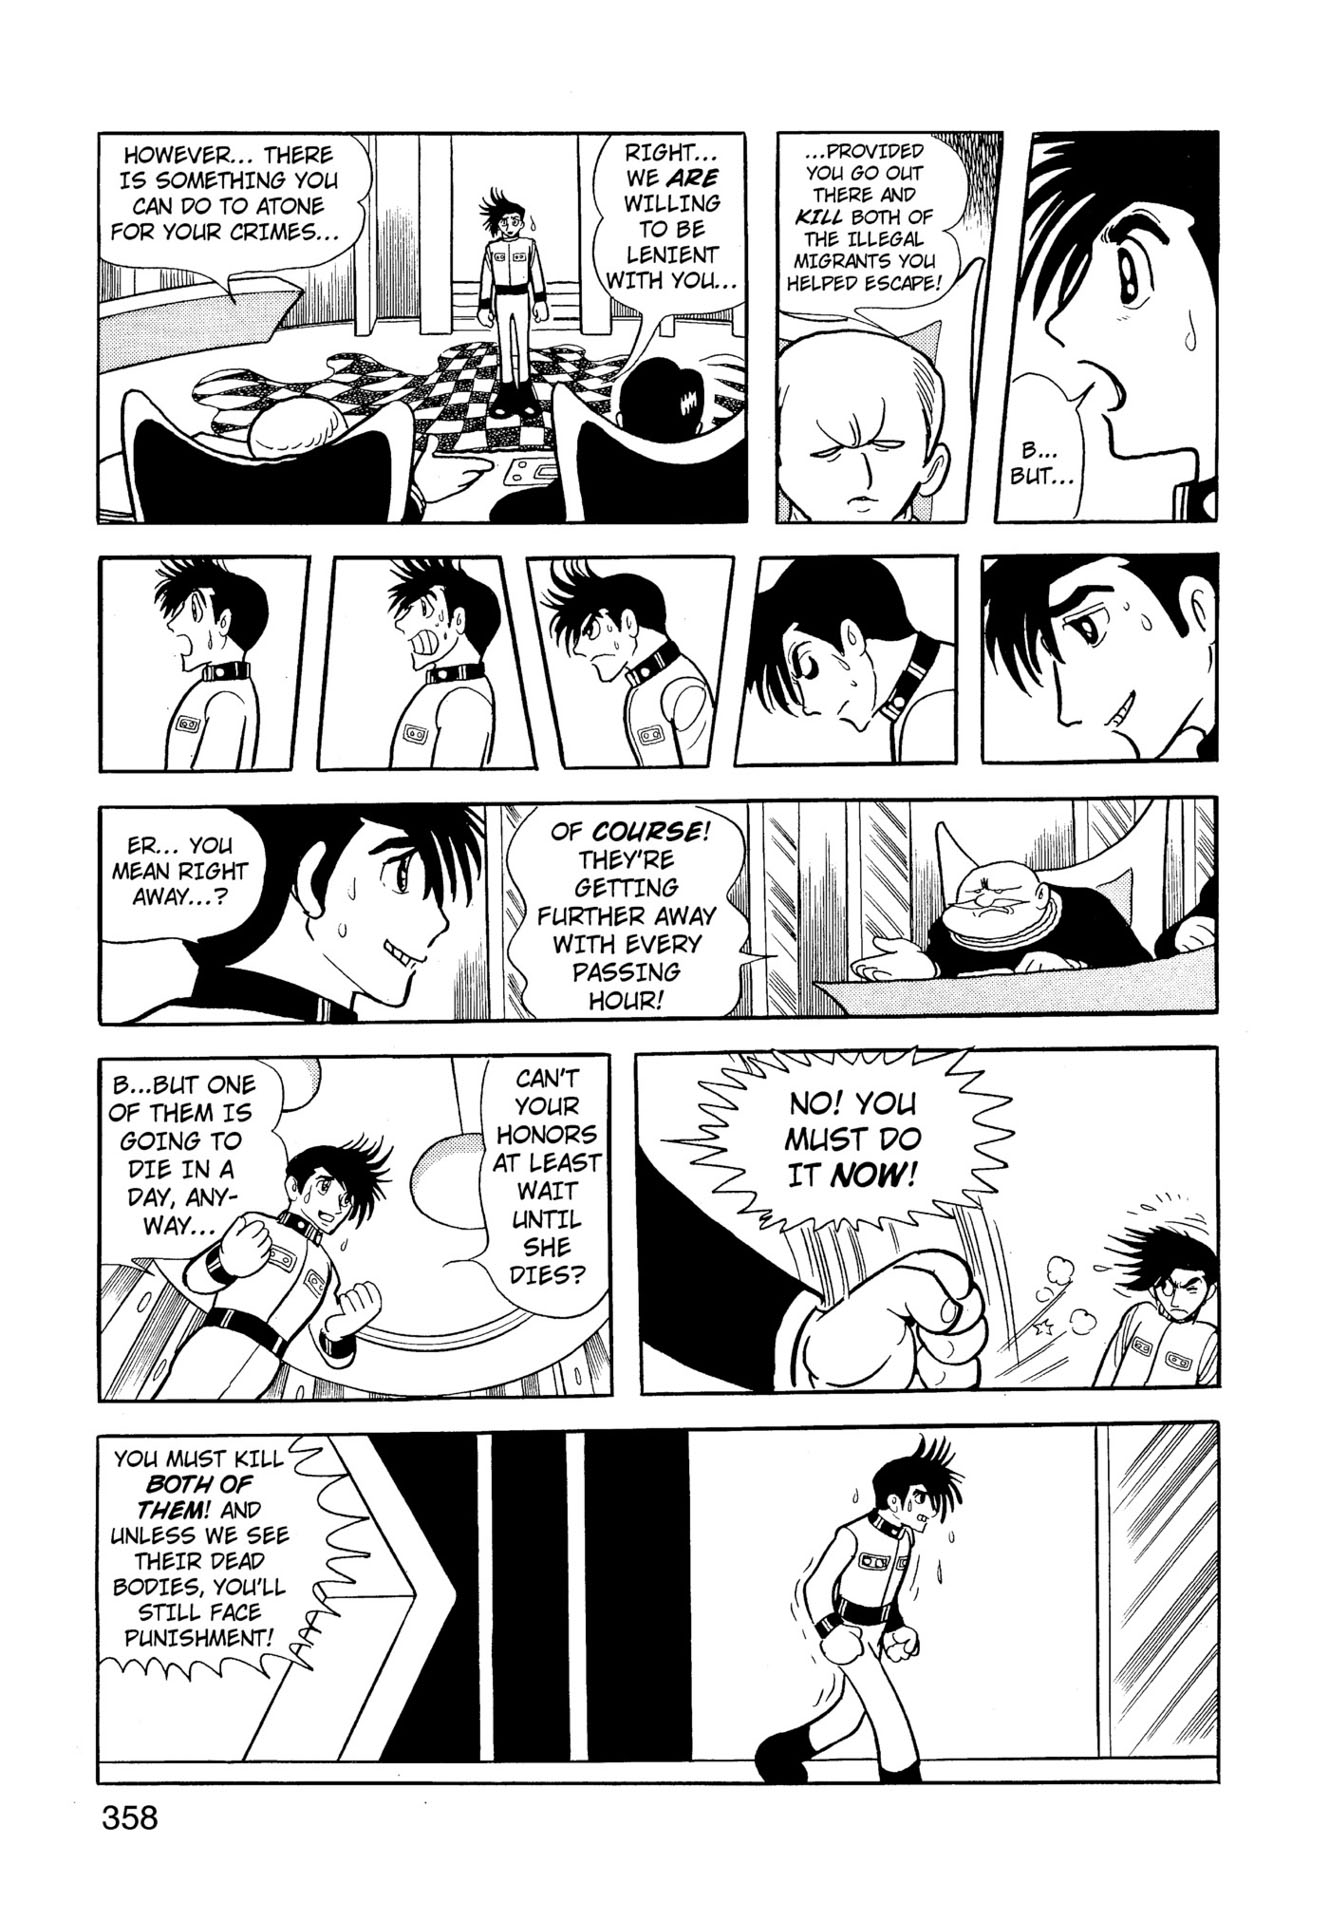 HOWEVER... THERE
IS SOMETHING YOU
CAN DO TO ATONE
FOR YOUR CRIMES...
RIGHT...
WE ARE
WILLING
TO BE
LENIENT
WITH YOU...
...PROVIDED
YOU GO OUT
THERE AND
KILL BOTH OF
THE ILLEGAL
MIGRANTS YOU
HELPED ESCAPE!
B...
BUT...
ER... YOU
MEAN RIGHT
AWAY...?
OF COURSE!
THEY'RE
GETTING
FURTHER AWAY
WITH EVERY
PASSING
HOUR!
B...BUT ONE
OF THEM IS
GOING TO
DIE IN A
DAY, ANY-
WAY...
CAN'T
YOUR
HONORS
AT LEAST
WAIT
UNTIL
SHE
DIES?
NO! YOU
MUST DO
IT NOW!
YOU MUST KILL
BOTH OF
THEM! AND
UNLESS WE SEE
THEIR DEAD
BODIES, YOU'LL
STILL FACE
PUNISHMENT!
358